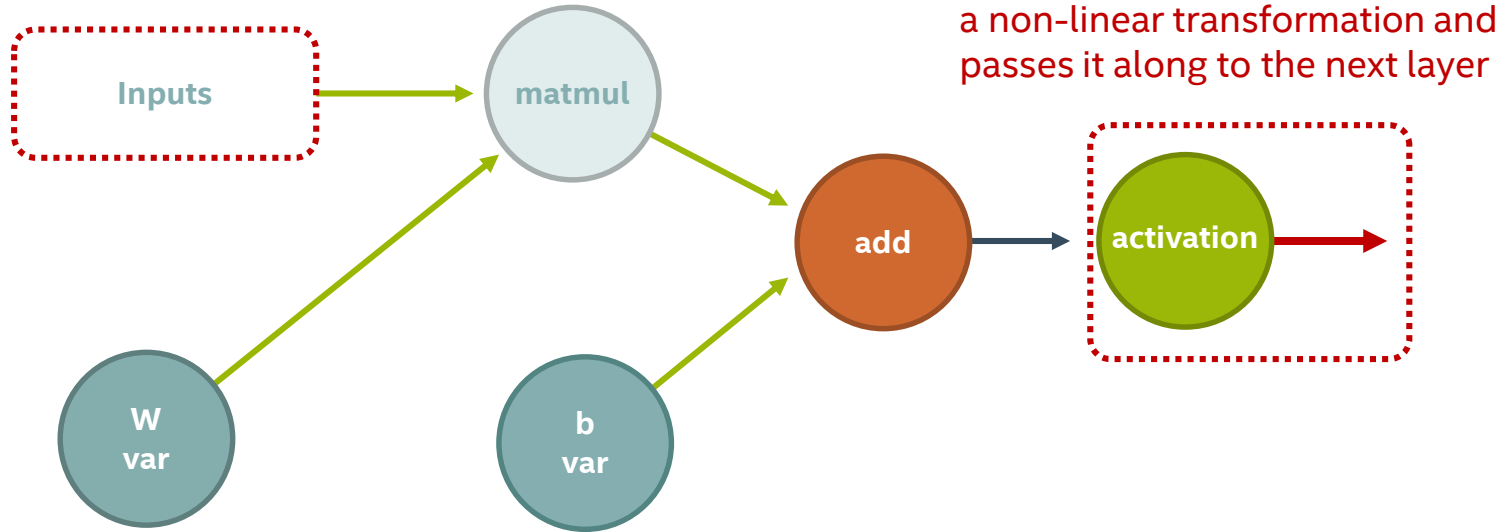 a non-linear transformation and
passes it along to the next layer
Inputs
matmul
add
activation
W
var
b
var